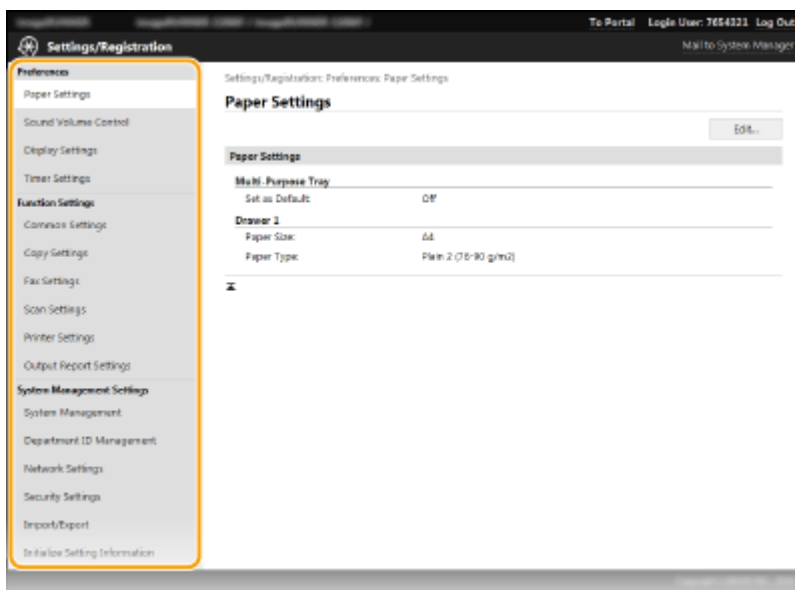 To Portal Login User: 7654321 Log Out
Settings/Registration
Mail to System Manager
Preferences
Paper Settings
Sound Volume Control
Display Settings
Timer Settings
Function Settings
Common Settings
Copy Settings
Fax Settings
Scan Settings
Printer Settings
Output Report Settings
System Management Settings
System Management
Department ID Management
Network Settings
Security Settings
Import/Export
Initialize Setting Information
Settings/Registration: Preferences: Paper Settings
Paper Settings
Edit...
Paper Settings
Multi-Purpose Tray
Set as Default: Off
Drawer 1
Paper Size: A4
Paper Type: Plain 2 (76-90 g/m2)